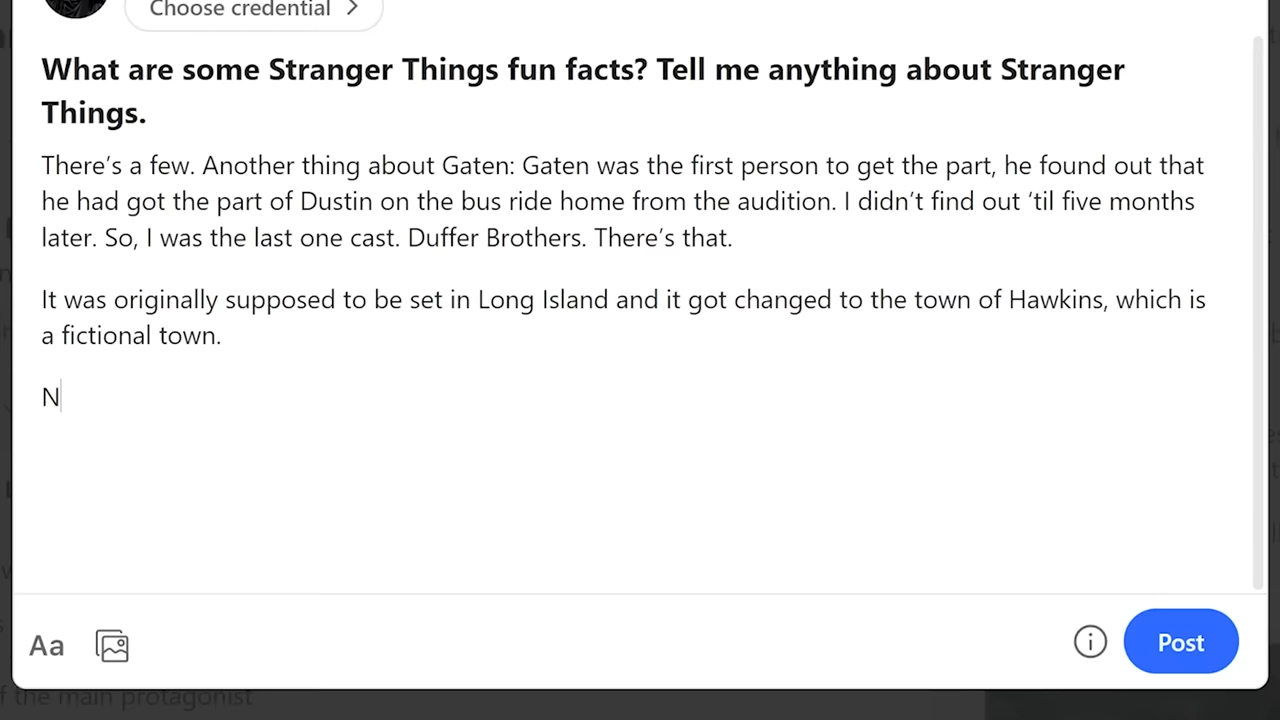 Choose credential
What are some Stranger Things fun facts? Tell me anything about Stranger
Things.
There’s a few. Another thing about Gaten: Gaten was the first person to get the part, he found out that
he had got the part of Dustin on the bus ride home from the audition. I didn’t find out ‘til five months
later. So, I was the last one cast. Duffer Brothers. There’s that.
It was originally supposed to be set in Long Island and it got changed to the town of Hawkins, which is
a fictional town.
N
Aa
Post
f the main protagonist